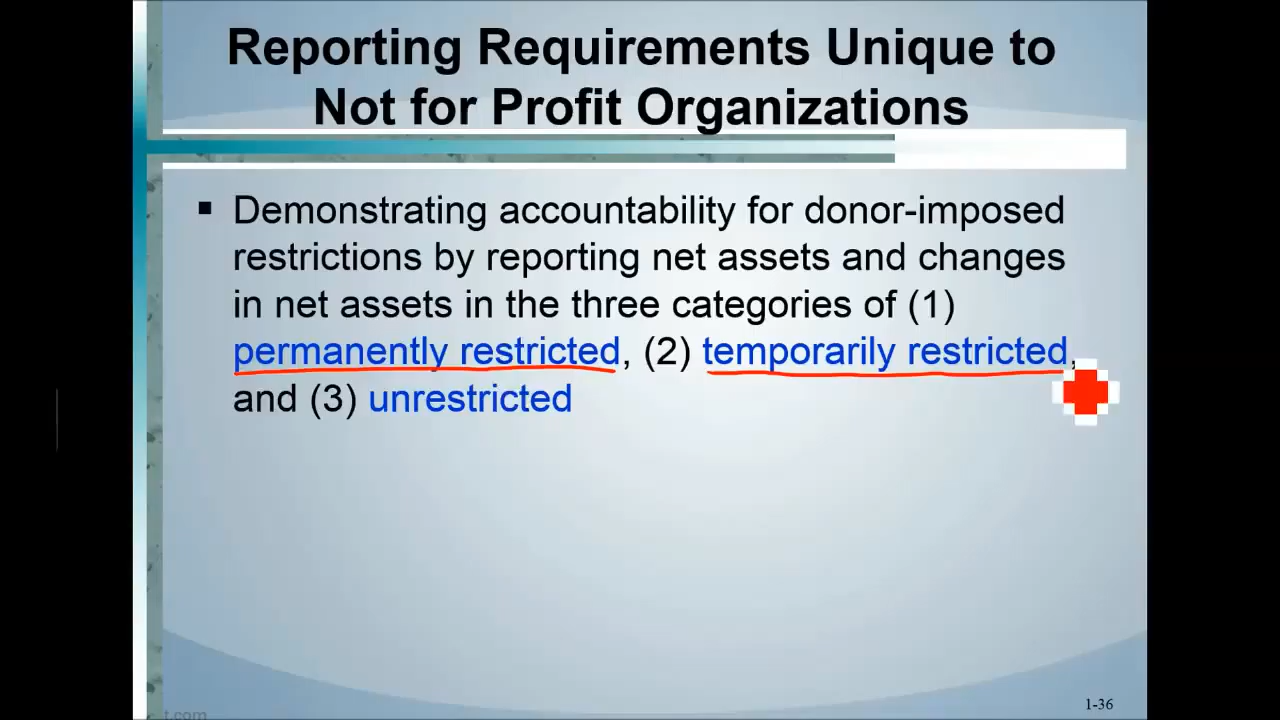 Reporting Requirements Unique to
Not for Profit Organizations
▪ Demonstrating accountability for donor-imposed
restrictions by reporting net assets and changes
in net assets in the three categories of (1)
permanently restricted, (2) temporarily restricted,
and (3) unrestricted
1-36
t.com